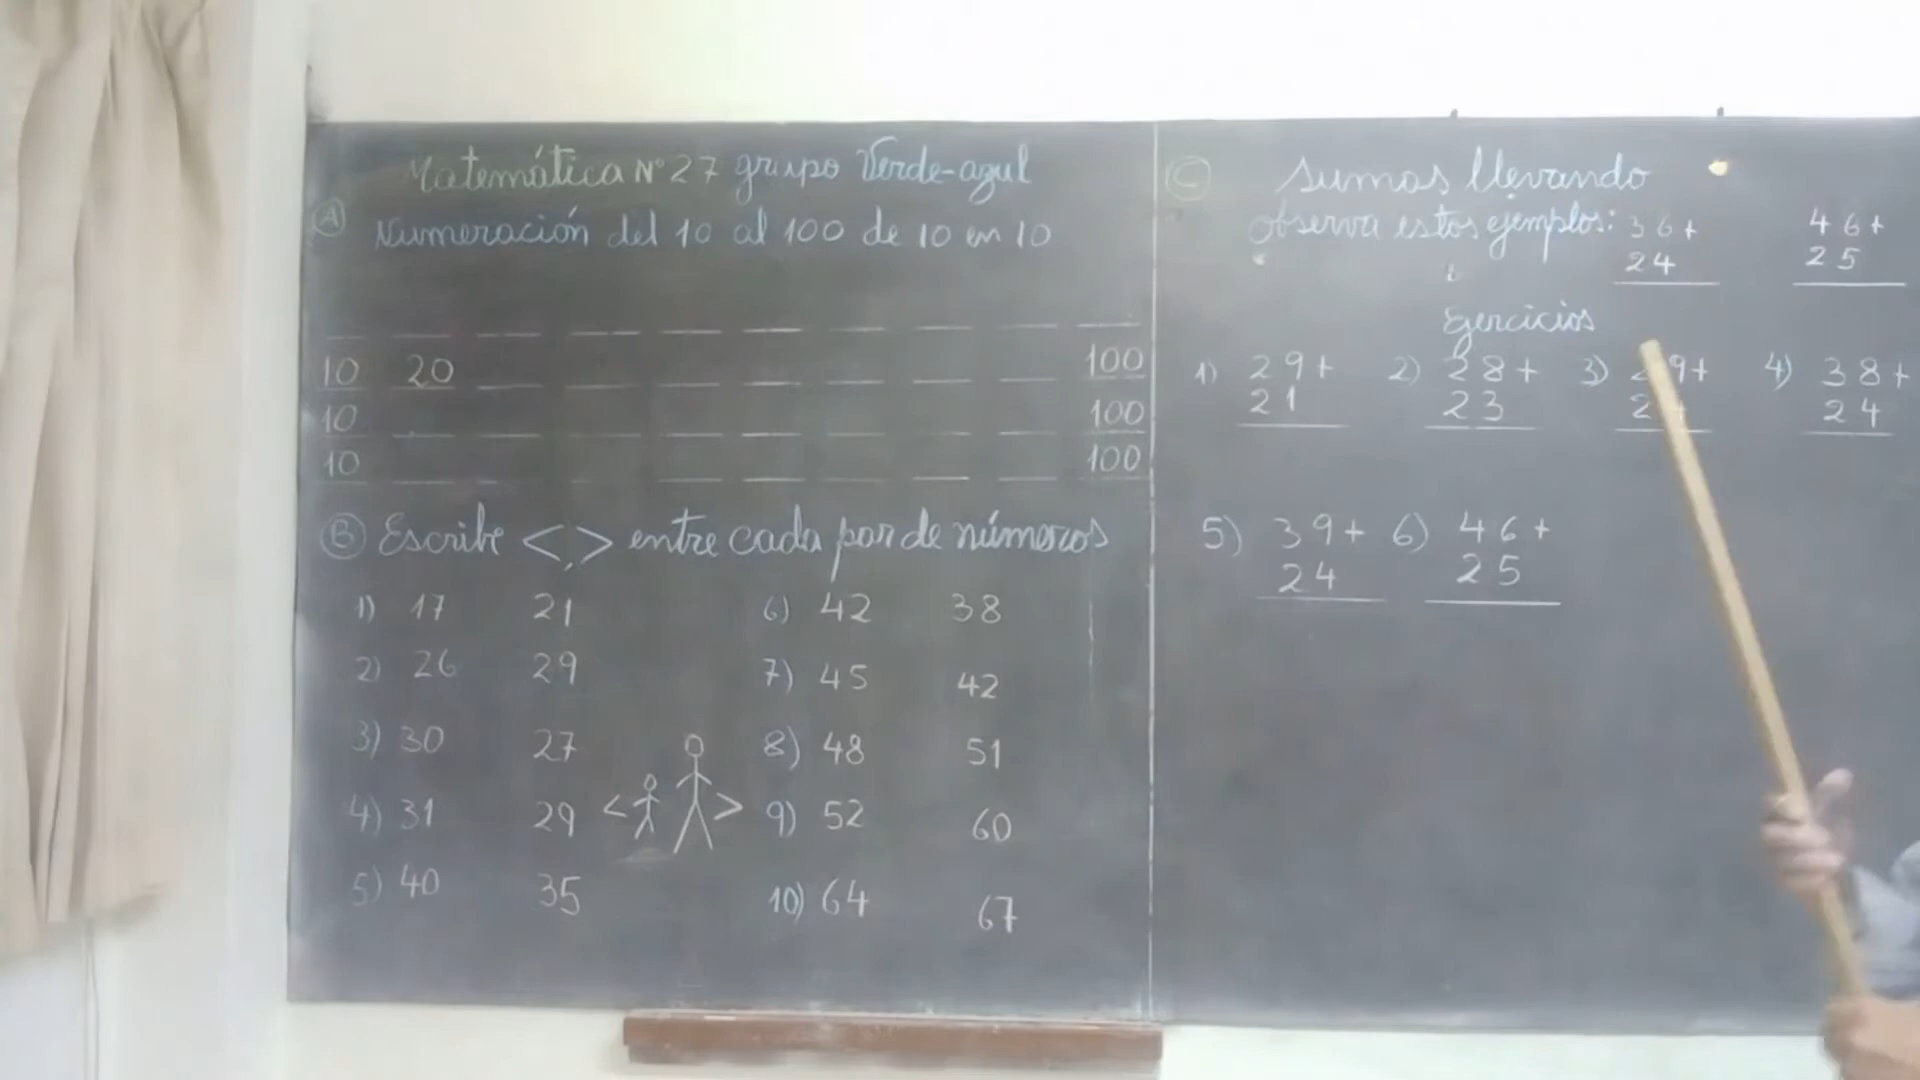 Matemática Nº 27 grupo Verde-azul
A Numeración del 10 al 100 de 10 en 10
10 20 100
10 100
10 100
B Escribe <,> entre cada par de números
1) 17 21
2) 26 29
3) 30 27
4) 31 29
5) 40 35
< >
6) 42 38
7) 45 42
8) 48 51
9) 52 60
10) 64 67
C Sumas llevando
observa estos ejemplos: 36+ 46+
24 25
Ejercicios
1) 29+ 2) 28+ 3) 9+ 4) 38+
21 23 2 24
5) 39+ 6) 46+
24 25